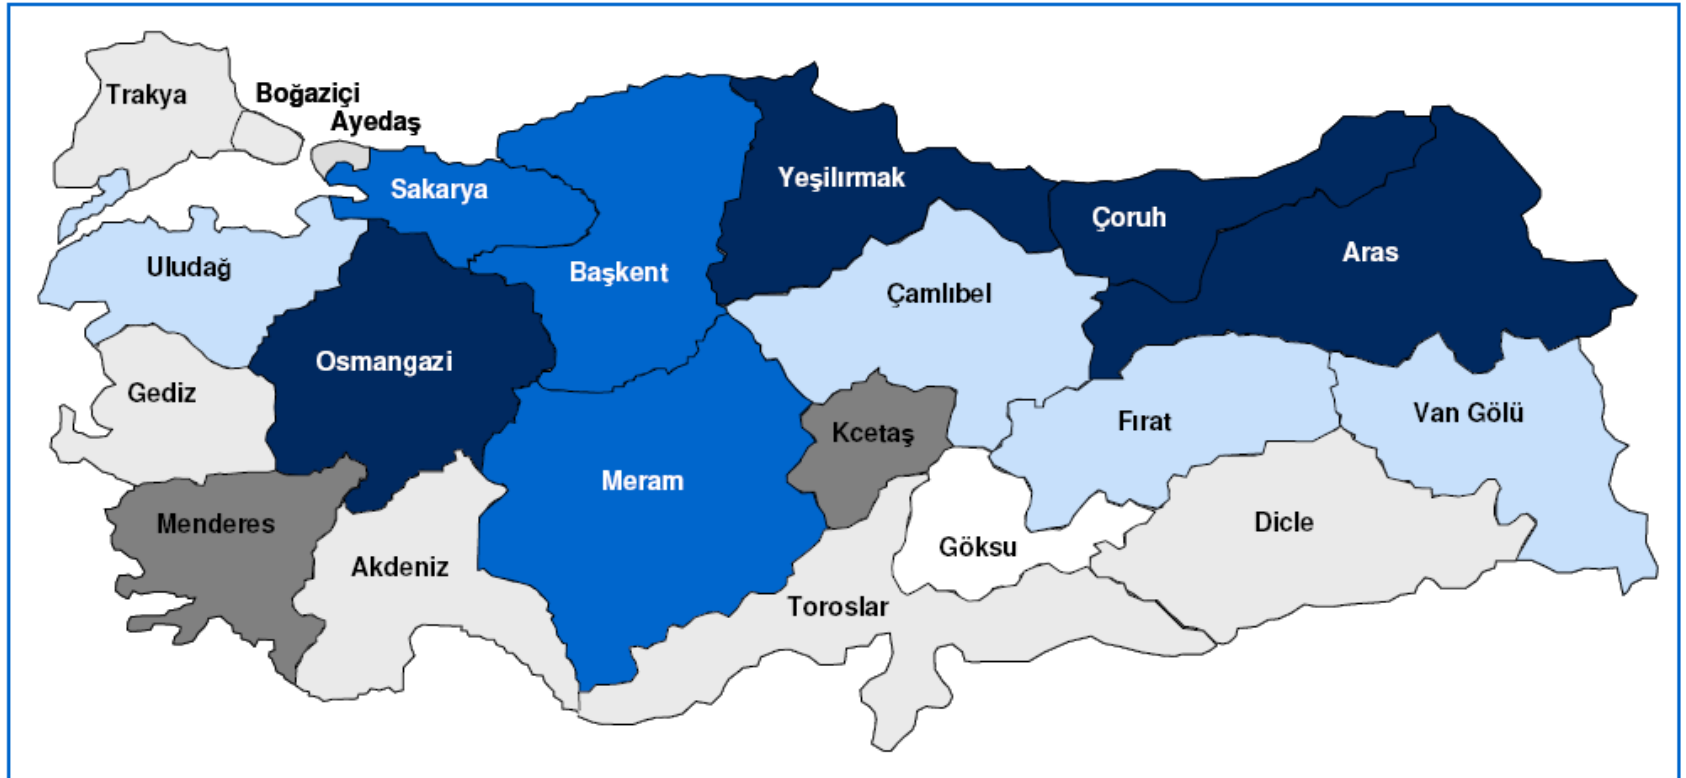 Trakya
Boğaziçi
Ayedaş
Sakarya
Yeşilırmak
Çoruh
Aras
Uludağ
Başkent
Çamlıbel
Osmangazi
Gediz
Kcetaş
Fırat
Van Gölü
Meram
Menderes
Akdeniz
Göksu
Dicle
Toroslar